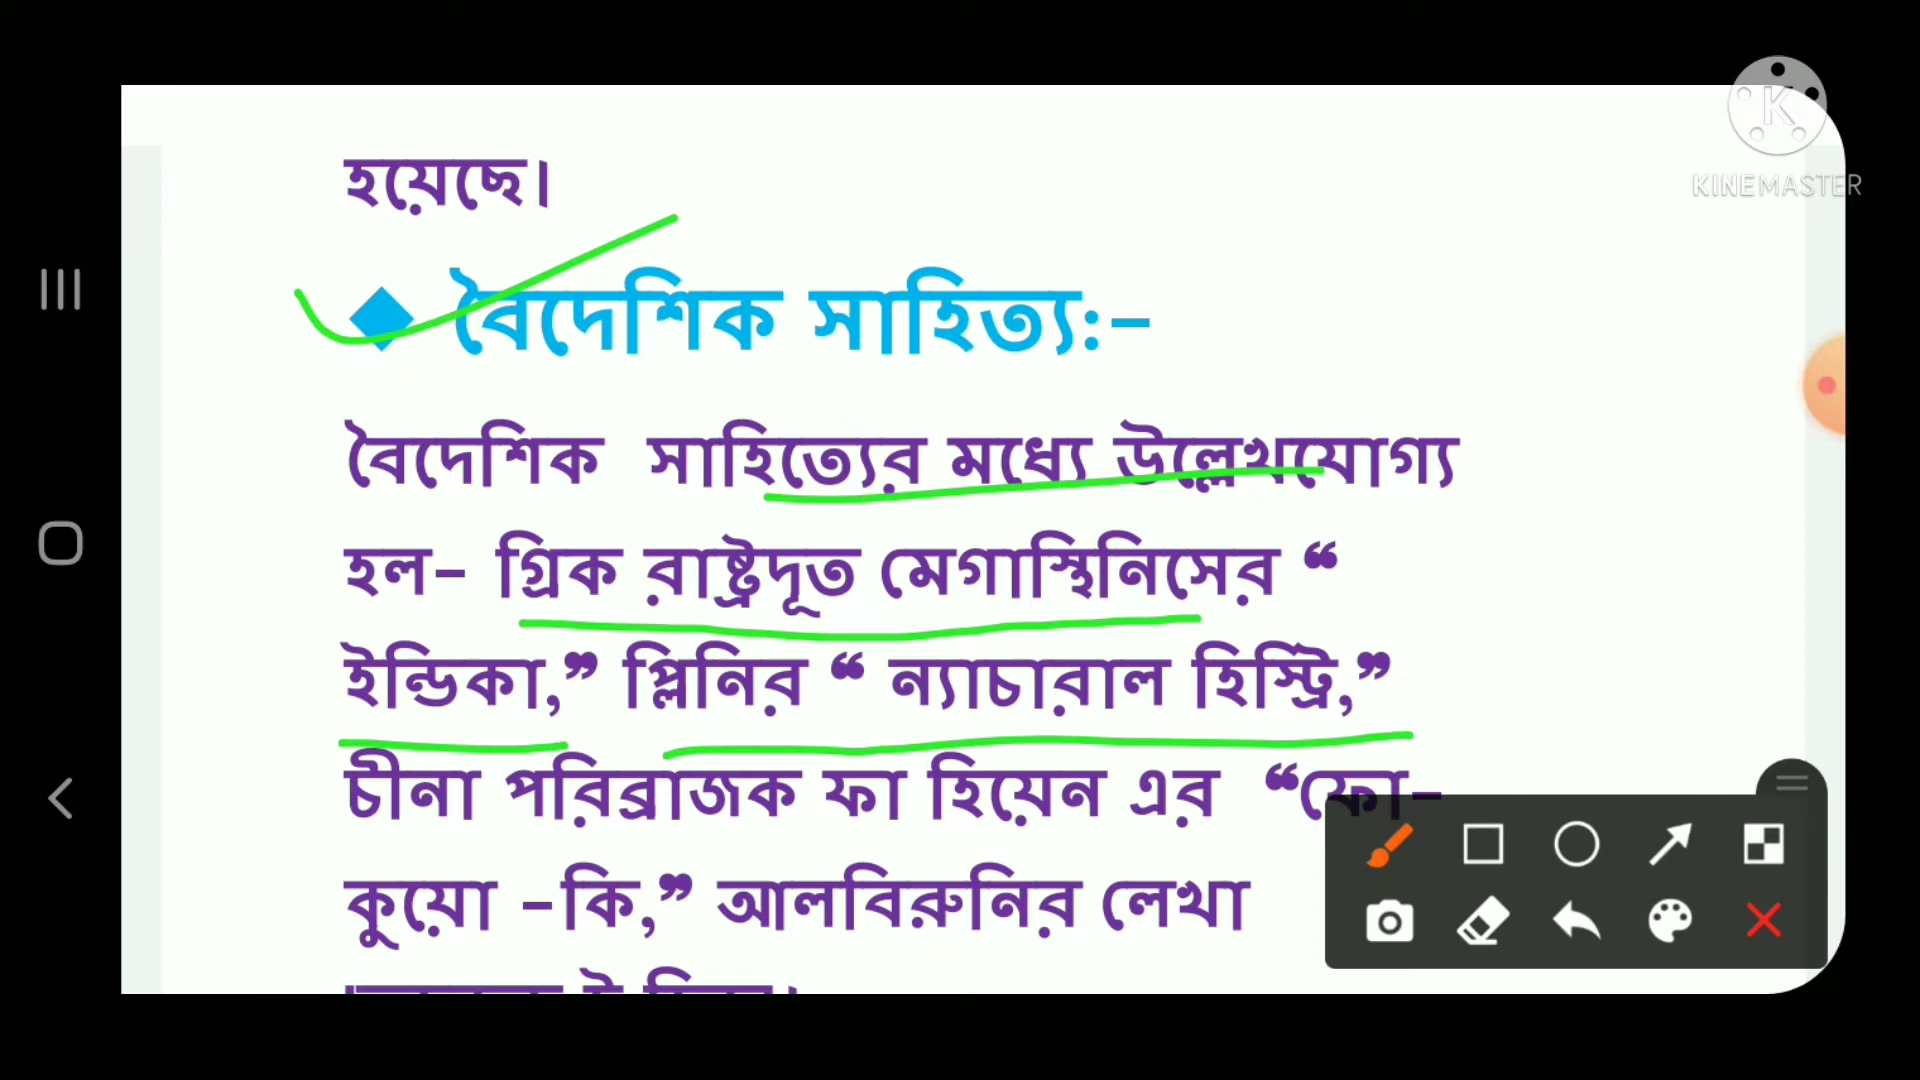 হয়েছে।
KINEMASTER
◆ বৈদেশিক সাহিত্য:-
বৈদেশিক সাহিত্যের মধ্যে উল্লেখযোগ্য
হল- গ্রিক রাষ্ট্রদূত মেগাস্থিনিসের “
ইন্ডিকা,” প্লিনির “ ন্যাচারাল হিস্ট্রি,”
চীনা পরিব্রাজক ফা হিয়েন এর “ফো-
কুয়ো -কি,” আলবিরুনির লেখা